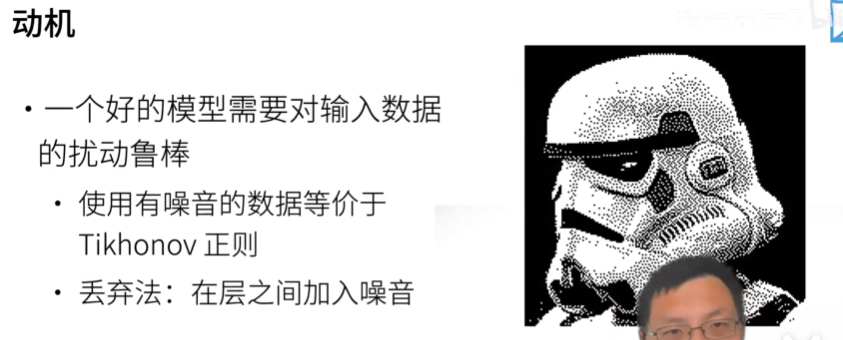 动机
• 一个好的模型需要对输入数据
的扰动鲁棒
• 使用有噪音的数据等价于
Tikhonov 正则
• 丢弃法：在层之间加入噪音